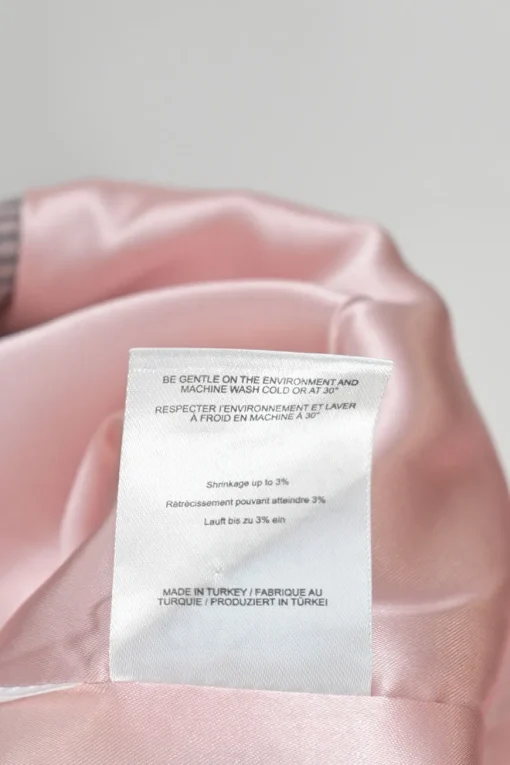 BE GENTLE ON THE ENVIRONMENT AND
MACHINE WASH COLD OR AT 30°
RESPECTER l'ENVIRONNEMENT ET LAVER
À FROID EN MACHINE À 30°
Shrinkage up to 3%
Rétrècissement pouvant atteindre 3%
Lauft bis zu 3% ein
MADE IN TURKEY / FABRIQUE AU
TURQUIE / PRODUZIERT IN TÜRKEI